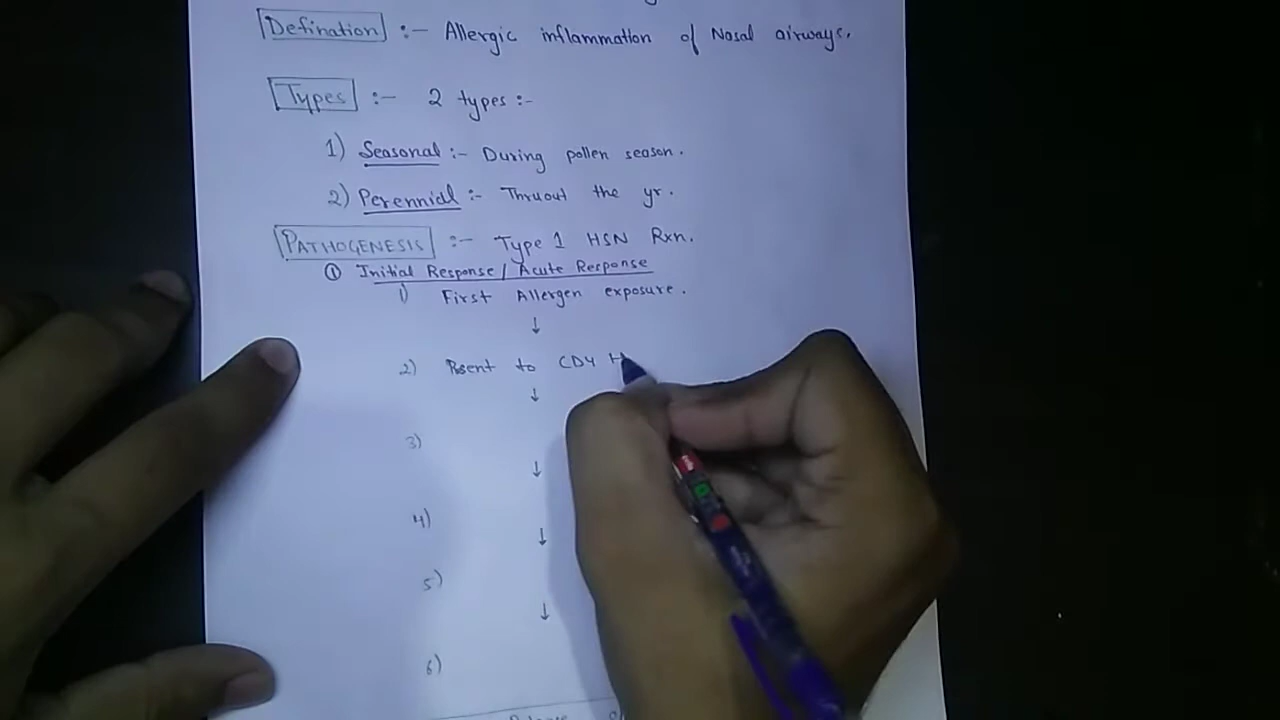 Defination :- Allergic inflammation of Nasal airways.
Types :- 2 types :-
1) Seasonal :- During pollen season.
2) Perennial :- Thruout the yr.
PATHOGENESIS :- Type 1 HSN Rxn.
① Initial Response / Acute Response
1) First Allergen exposure.
↓
2) Psent to CD4 H
↓
3)
↓
4)
↓
5)
↓
6)